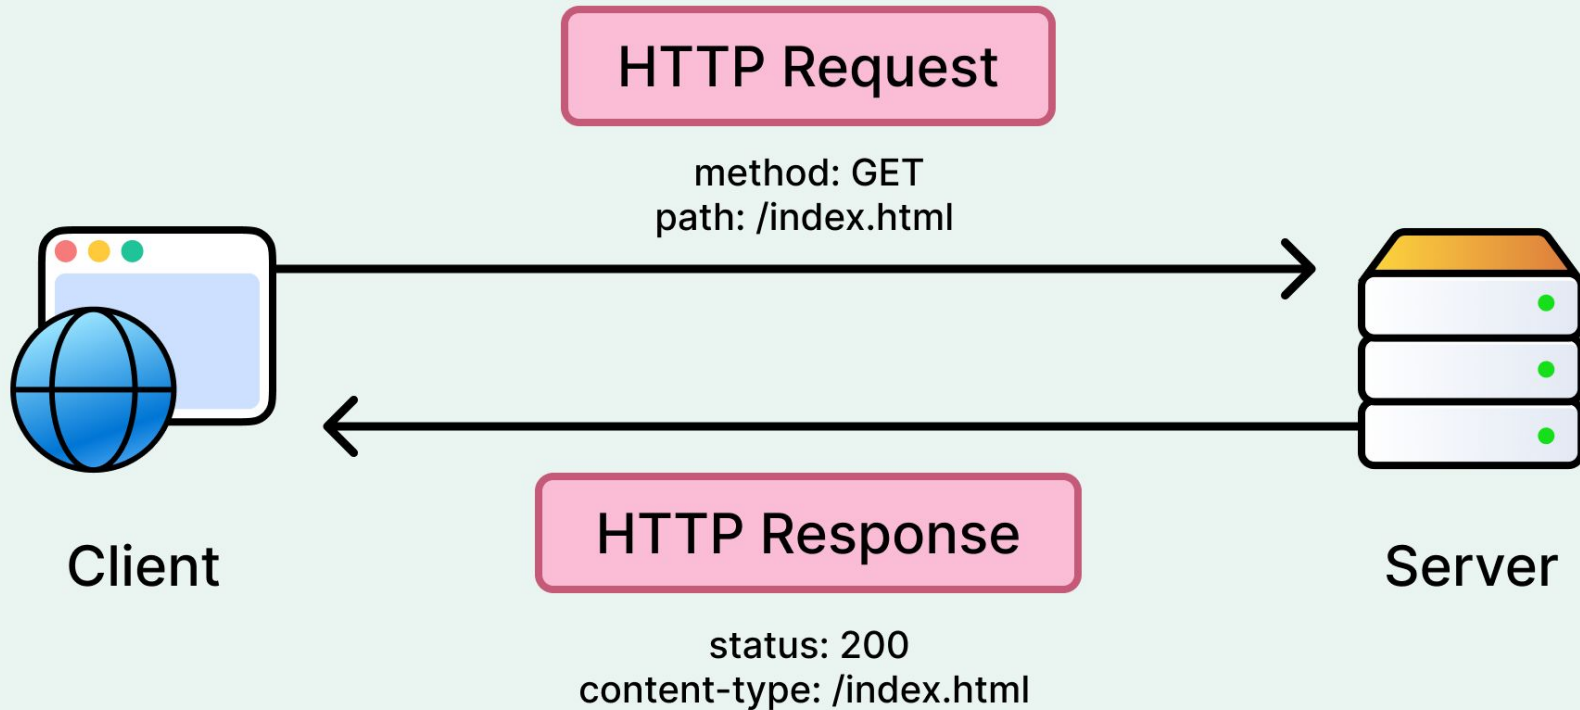 HTTP Request
method: GET
path: /index.html
Client
Server
HTTP Response
status: 200
content-type: /index.html